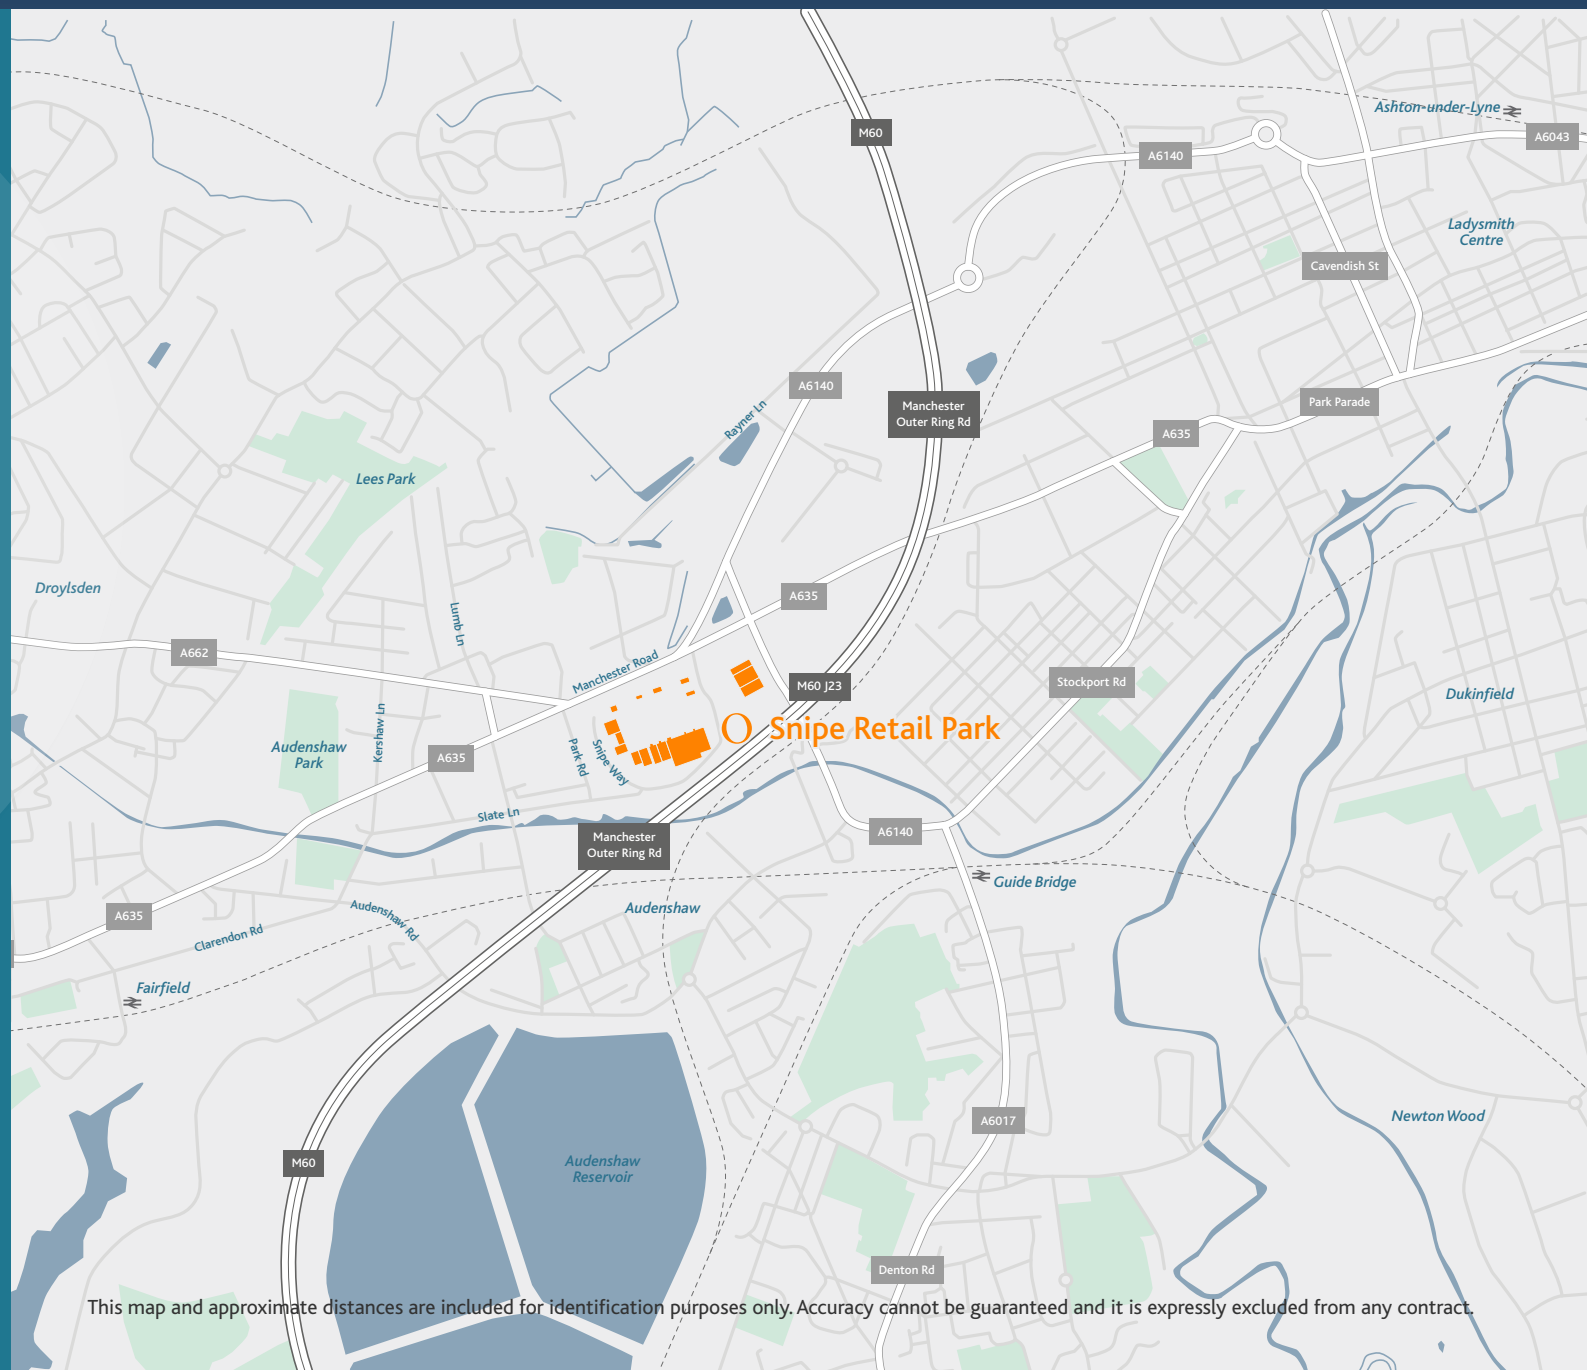 M60
Ashton-under-Lyne
A6043
A6140
Ladysmith
Centre
Cavendish St
A6140
Manchester
Outer Ring Rd
Park Parade
Rayner Ln
A635
Lees Park
Droylsden
A635
Lumb Ln
A662
Manchester Road
M60 J23
Stockport Rd
Dukinfield
Kershaw Ln
Audenshaw
Park
A635
Park Rd
Snipe Way
Snipe Retail Park
Slate Ln
Manchester
Outer Ring Rd
A6140
Guide Bridge
Audenshaw
A635
Audenshaw Rd
Clarendon Rd
Fairfield
A6017
Newton Wood
M60
Audenshaw
Reservoir
Denton Rd
This map and approximate distances are included for identification purposes only. Accuracy cannot be guaranteed and it is expressly excluded from any contract.